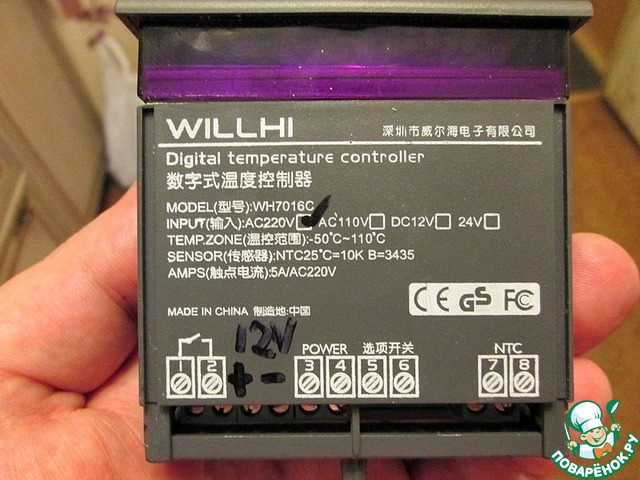 WILLHI 深圳市威尔海电子有限公司
Digital temperature controller
数字式温度控制器
MODEL(型号):WH7016C
INPUT(输入):AC220V AC110V DC12V 24V
TEMP.ZONE(温控范围):-50°C~110°C
SENSOR(传感器):NTC25°C=10K B=3435
AMPS(触点电流):5A/AC220V
CE GS FC
MADE IN CHINA 制造地:中国
12V
POWER 选项开关 NTC
1 2 + - 3 4 5 6 7 8
ПОВАРЁНОК.РУ